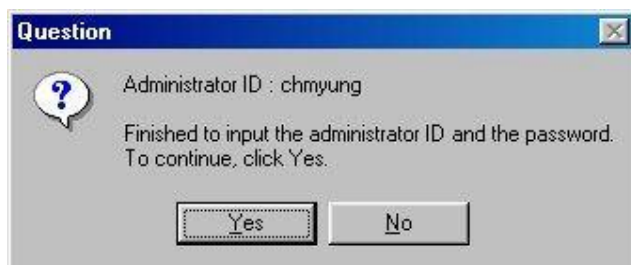 Question
Administrator ID : chmyung
Finished to input the administrator ID and the password.
To continue, click Yes.
Yes
No